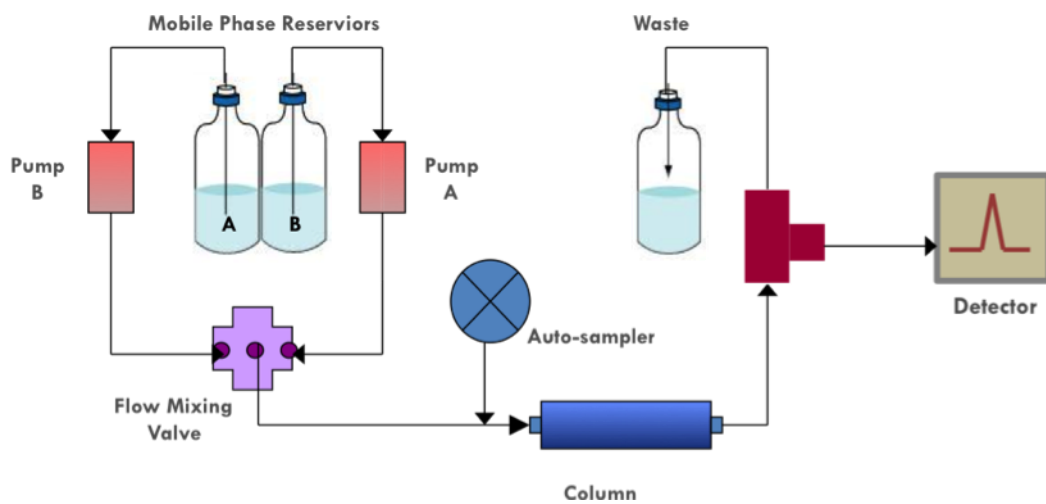 Mobile Phase Reserviors
Waste
Pump
B
Pump
A
A
B
Auto-sampler
Detector
Flow Mixing
Valve
Column